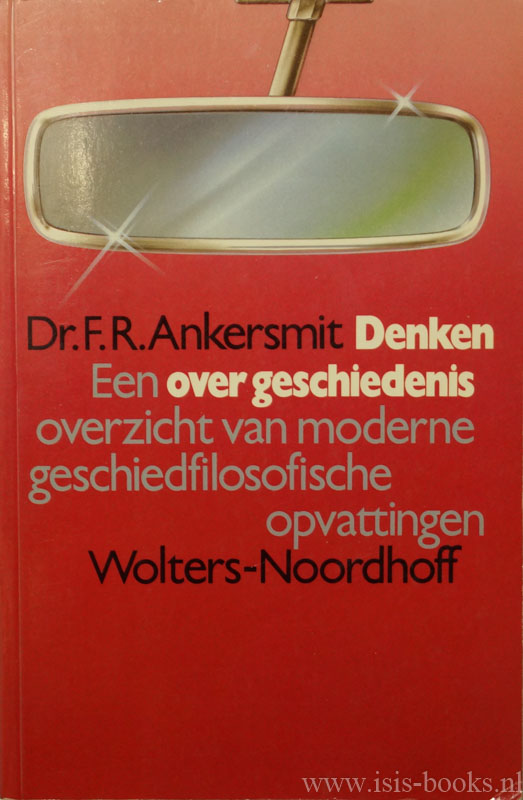 Dr.F.R.Ankersmit Denken
Een over geschiedenis
overzicht van moderne
geschiedfilosofische
opvattingen
Wolters-Noordhoff
www.isis-books.nl